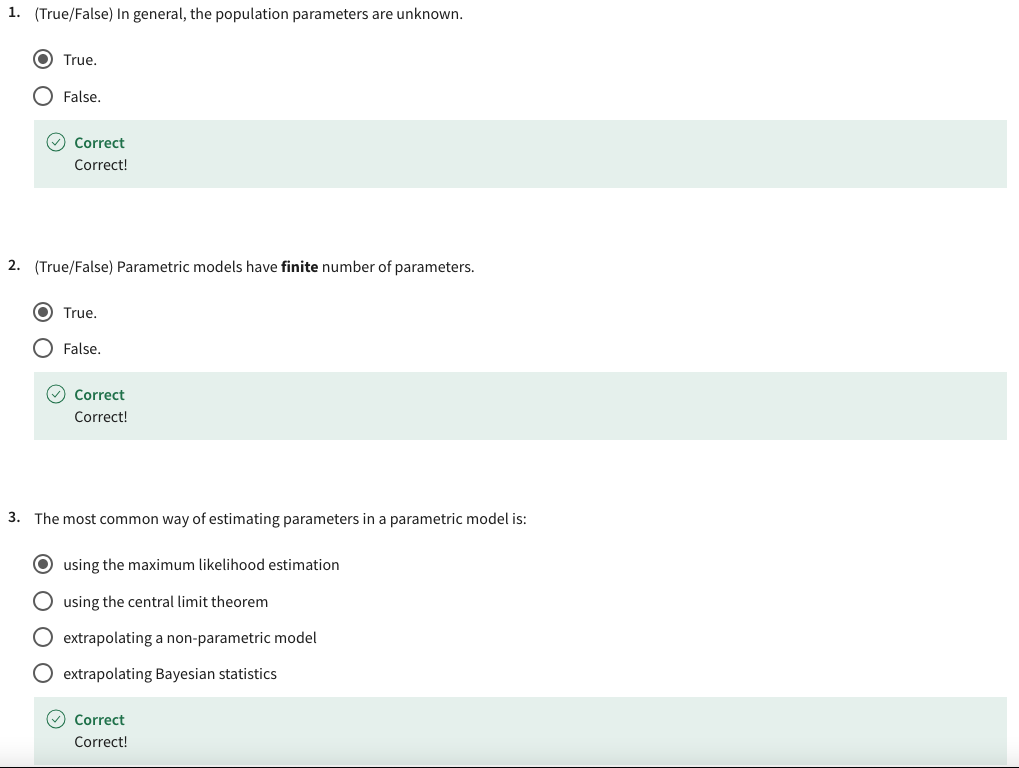 1. (True/False) In general, the population parameters are unknown.
True.
False.
Correct
Correct!
2. (True/False) Parametric models have finite number of parameters.
True.
False.
Correct
Correct!
3. The most common way of estimating parameters in a parametric model is:
using the maximum likelihood estimation
using the central limit theorem
extrapolating a non-parametric model
extrapolating Bayesian statistics
Correct
Correct!